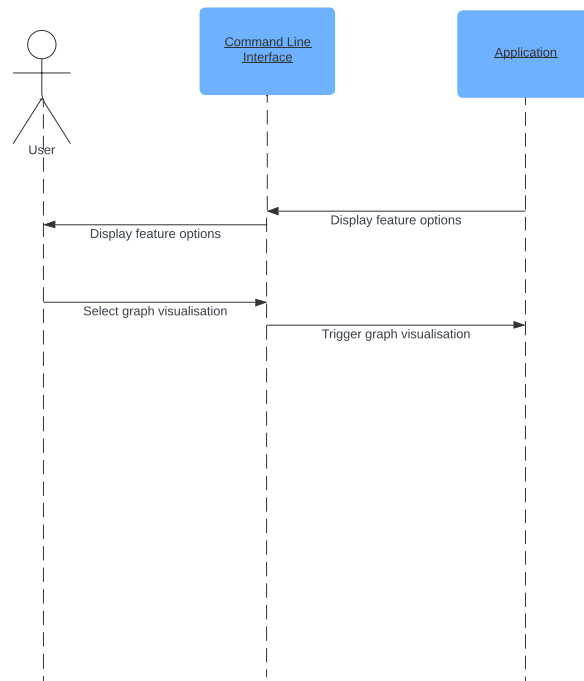 Command Line
Interface
Application
User
Display feature options
Display feature options
Select graph visualisation
Trigger graph visualisation